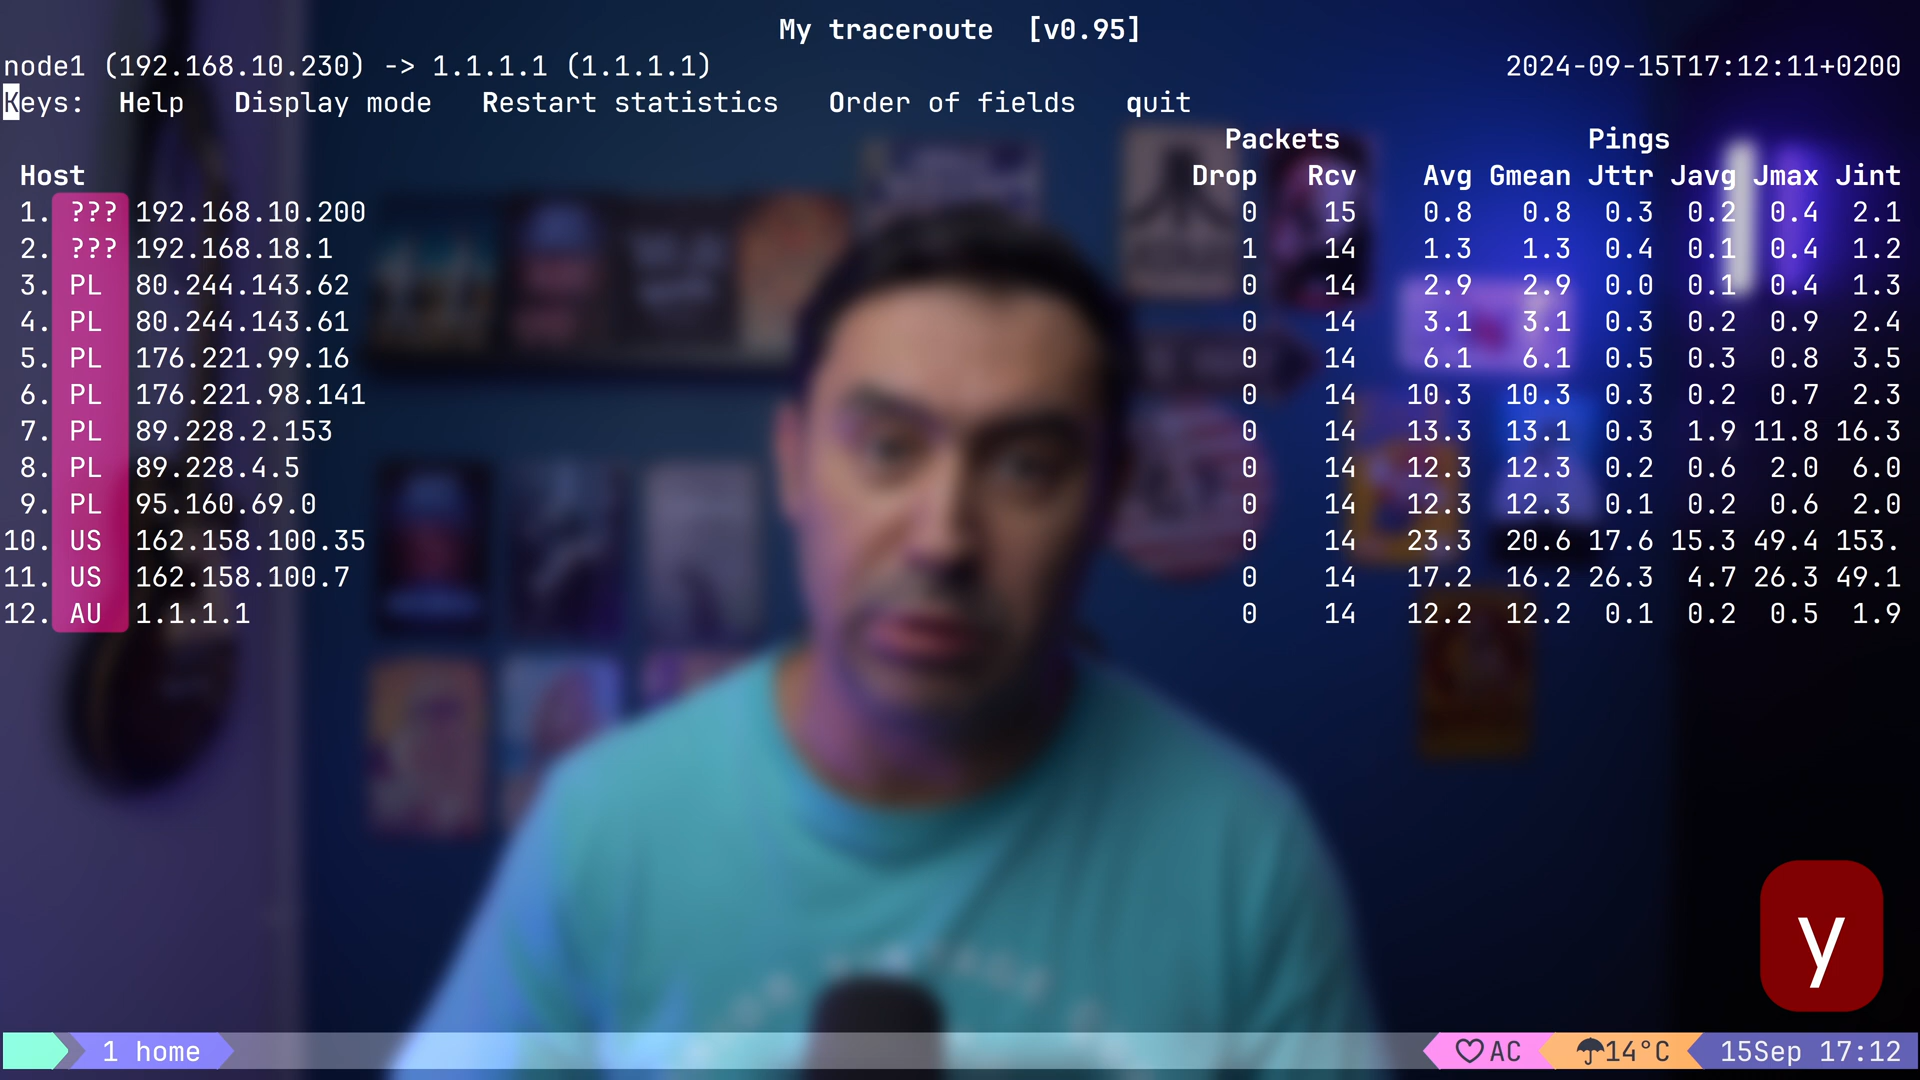 My traceroute [v0.95]
node1 (192.168.10.230) -> 1.1.1.1 (1.1.1.1) 2024-09-15T17:12:11+0200
Keys: Help Display mode Restart statistics Order of fields quit
Packets Pings
Host Drop Rcv Avg Gmean Jttr Javg Jmax Jint
1. ??? 192.168.10.200 0 15 0.8 0.8 0.3 0.2 0.4 2.1
2. ??? 192.168.18.1 1 14 1.3 1.3 0.4 0.1 0.4 1.2
3. PL 80.244.143.62 0 14 2.9 2.9 0.0 0.1 0.4 1.3
4. PL 80.244.143.61 0 14 3.1 3.1 0.3 0.2 0.9 2.4
5. PL 176.221.99.16 0 14 6.1 6.1 0.5 0.3 0.8 3.5
6. PL 176.221.98.141 0 14 10.3 10.3 0.3 0.2 0.7 2.3
7. PL 89.228.2.153 0 14 13.3 13.1 0.3 1.9 11.8 16.3
8. PL 89.228.4.5 0 14 12.3 12.3 0.2 0.6 2.0 6.0
9. PL 95.160.69.0 0 14 12.3 12.3 0.1 0.2 0.6 2.0
10. US 162.158.100.35 0 14 23.3 20.6 17.6 15.3 49.4 153.
11. US 162.158.100.7 0 14 17.2 16.2 26.3 4.7 26.3 49.1
12. AU 1.1.1.1 0 14 12.2 12.2 0.1 0.2 0.5 1.9
y
1 home AC 14°C 15Sep 17:12